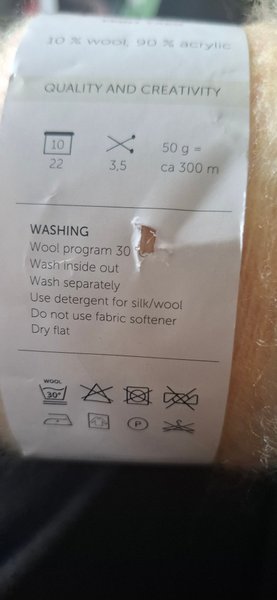 10 % wool, 90 % acrylic
QUALITY AND CREATIVITY
10
22
3,5
50 g =
ca 300 m
WASHING
Wool program 30
Wash inside out
Wash separately
Use detergent for silk/wool
Do not use fabric softener
Dry flat
WOOL
30°
P